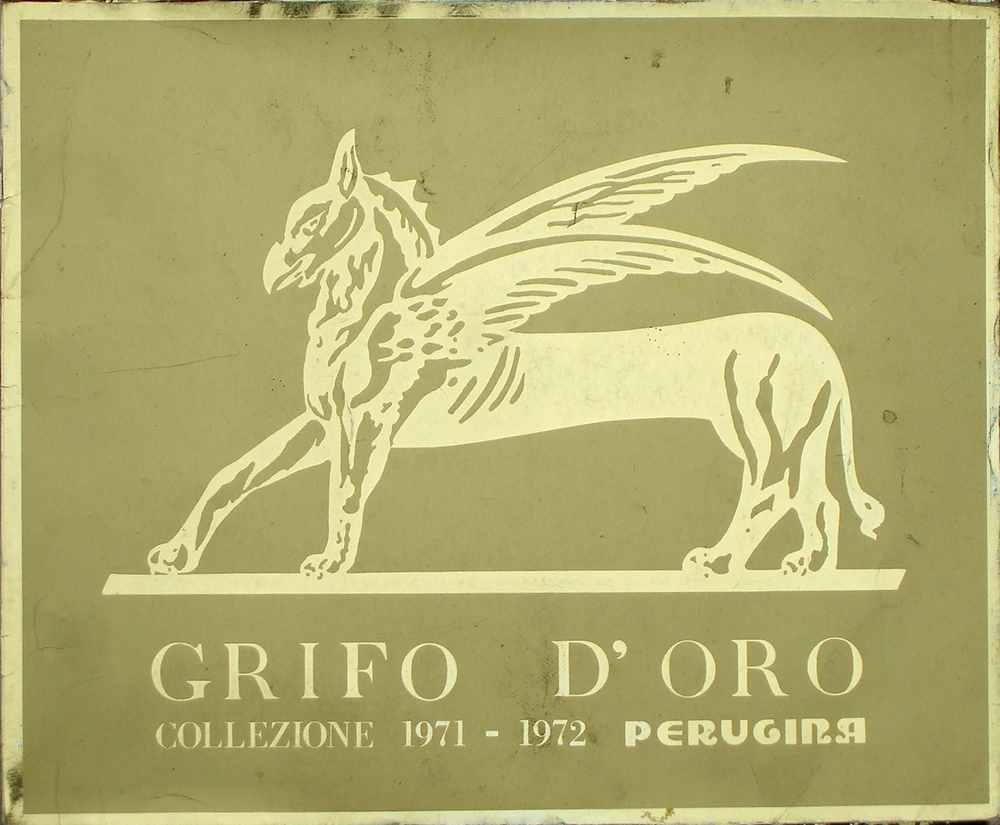 GRIFO D'ORO
COLLEZIONE 1971 - 1972 PERUGINA